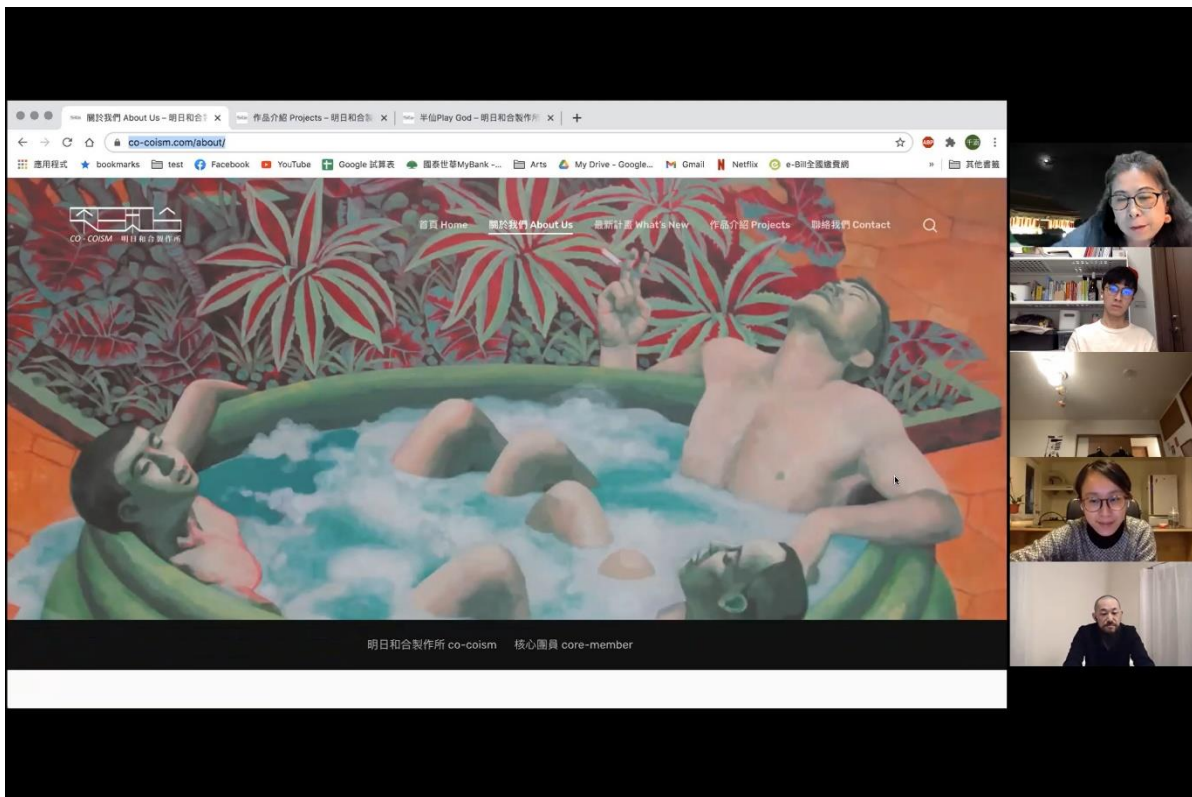 關於我們 About Us – 明日和合
作品介紹 Projects – 明日和合製
半仙Play God – 明日和合製作所
co-coism.com/about/
ABP
千函
應用程式
bookmarks
test
Facebook
YouTube
Google 試算表
國泰世華MyBank -...
Arts
My Drive - Google...
Gmail
Netflix
e-Bill全國繳費網
»
其他書籤
CO-COISM 明日和合製作所
首頁 Home
關於我們 About Us
最新計畫 What's New
作品介紹 Projects
聯絡我們 Contact
明日和合製作所 co-coism
核心團員 core-member